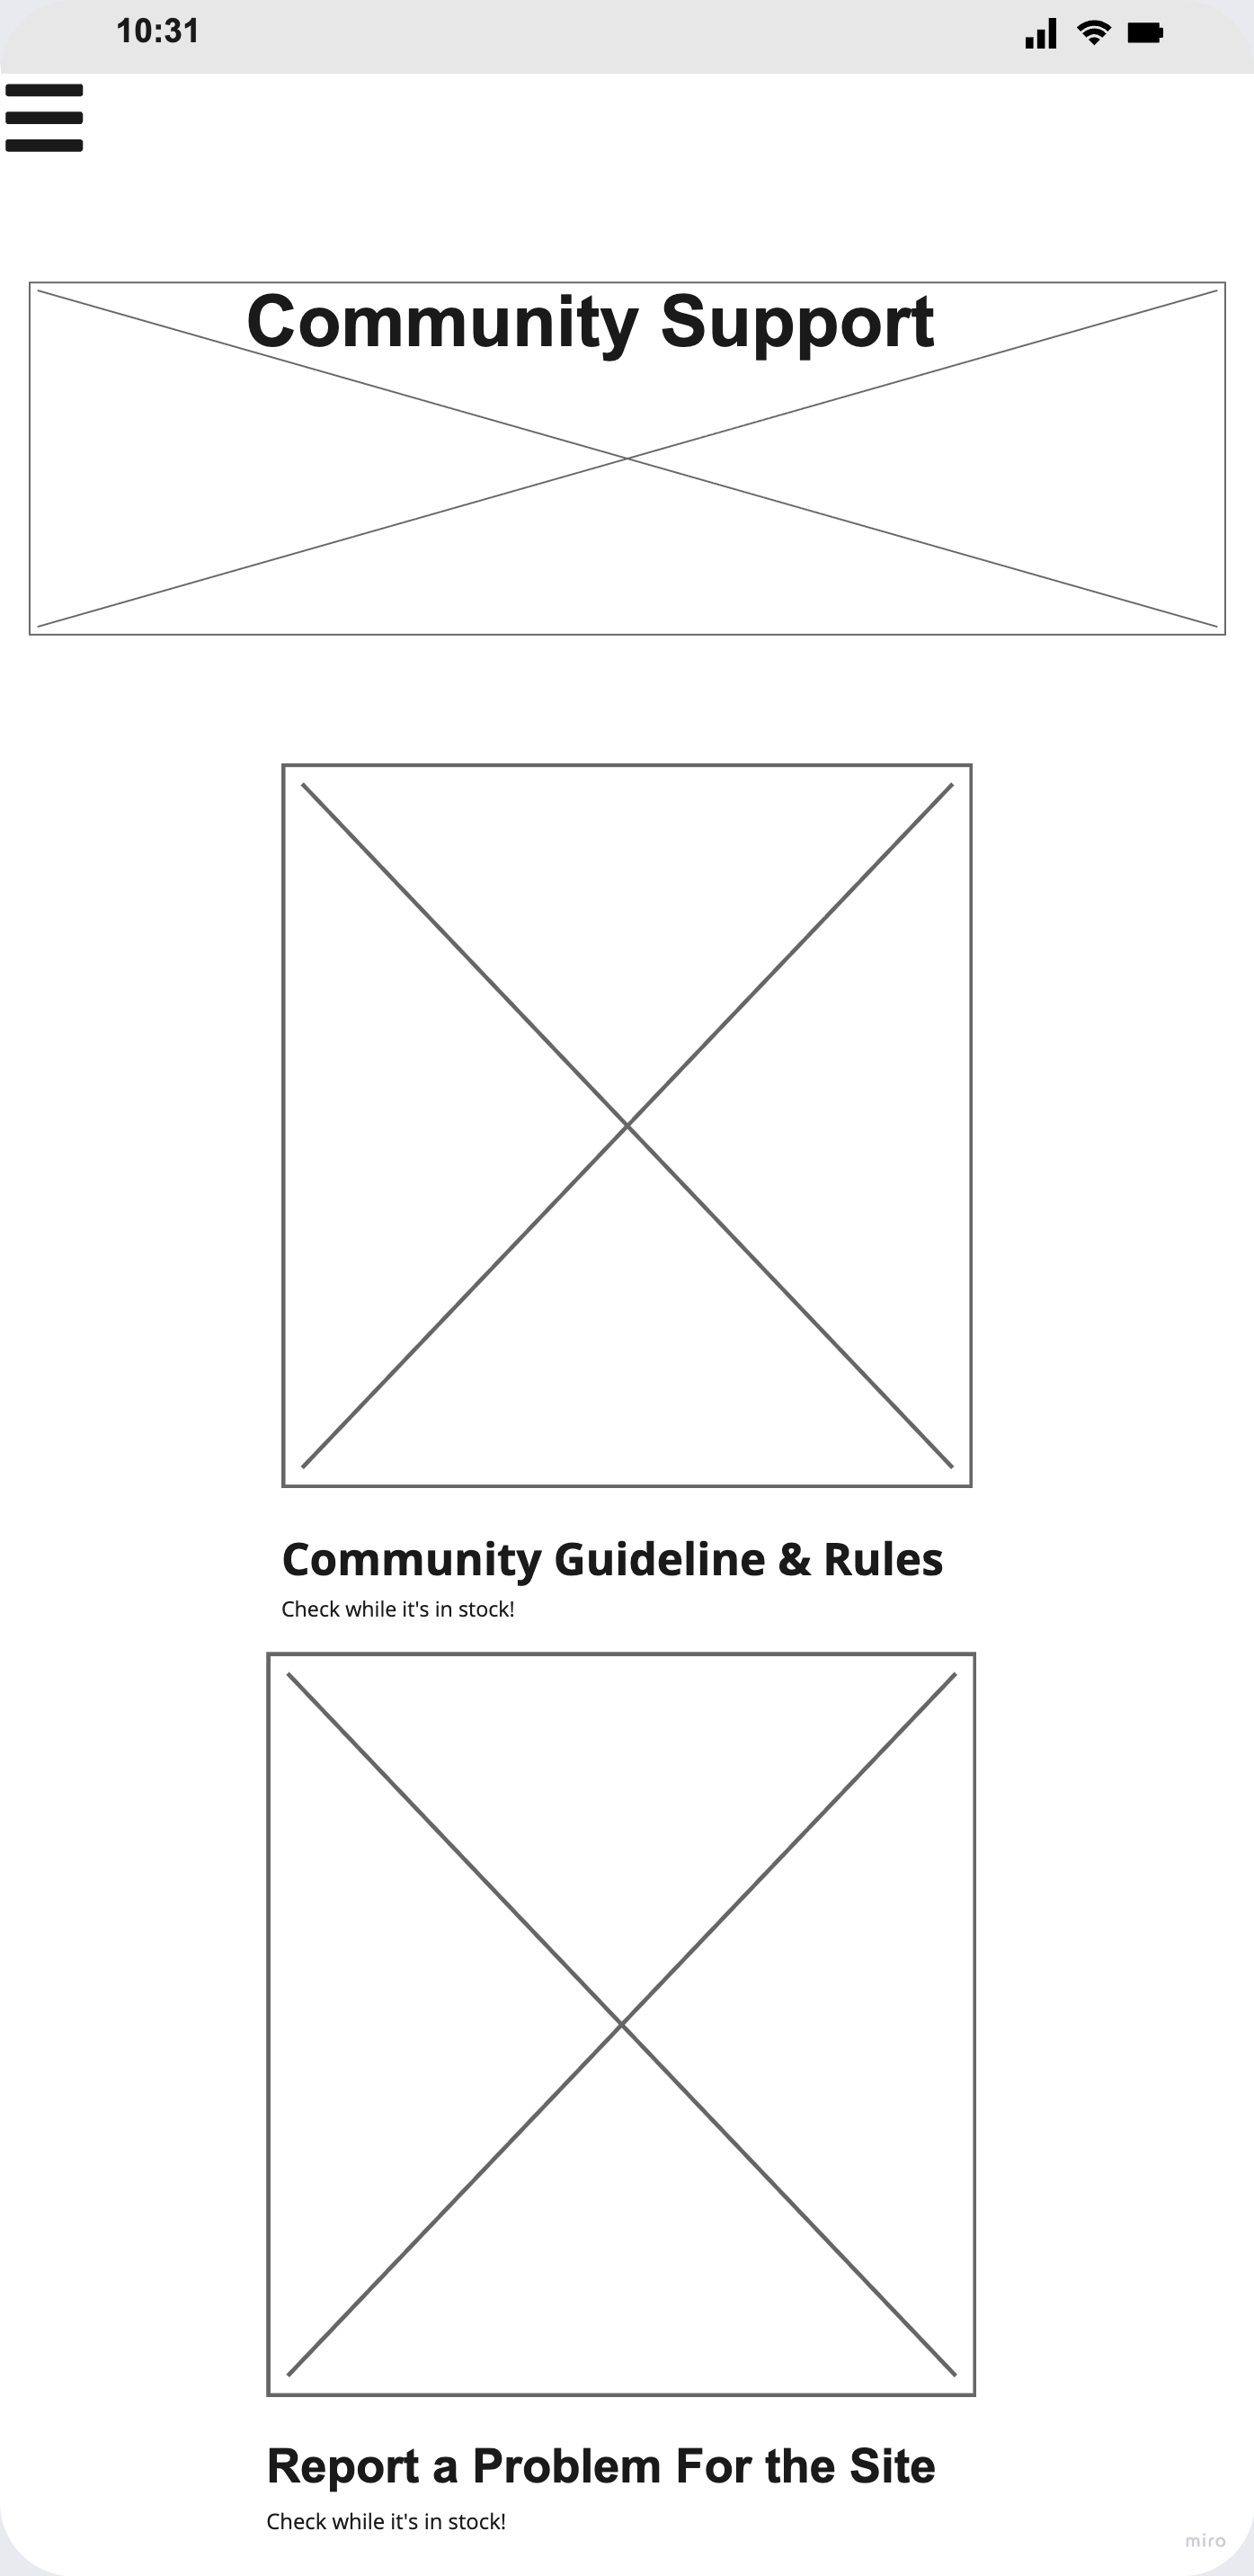 10:31
Community Support
Community Guideline & Rules
Check while it's in stock!
Report a Problem For the Site
Check while it's in stock!
miro